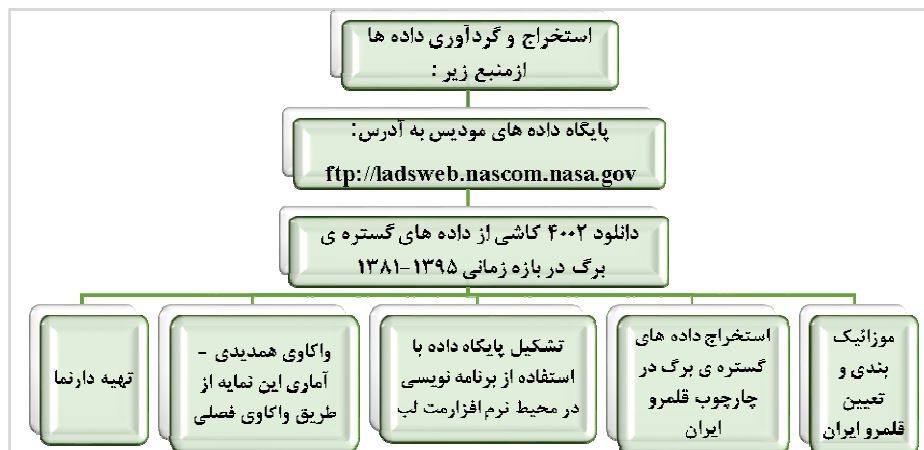 استخراج و گردآوری داده ها
ازمنبع زیر :
پایگاه داده های مودیس به آدرس:
ftp://ladsweb.nascom.nasa.gov
دانلود ۴۰۰۲ کاشی از داده های گستره ی
برگ در بازه زمانی ۱۳۹۵-۱۳۸۱
موزائیک
بندی و
تعیین
قلمرو ایران
استخراج داده های
گستره ی برگ در
چارچوب قلمرو
ایران
تشکیل پایگاه داده با
استفاده از برنامه نویسی
در محیط نرم افزارمت لب
واکاوی همدیدی -
آماری این نمایه از
طریق واکاوی فصلی
تهیه دارنما